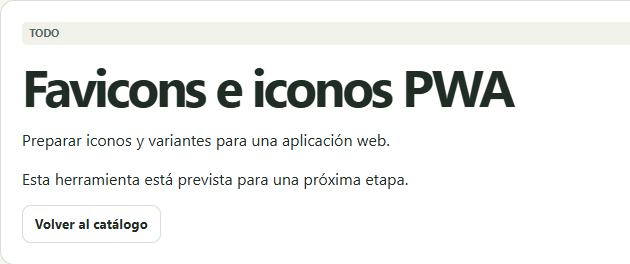 TODO
Favicons e iconos PWA
Preparar iconos y variantes para una aplicación web.
Esta herramienta está prevista para una próxima etapa.
Volver al catálogo